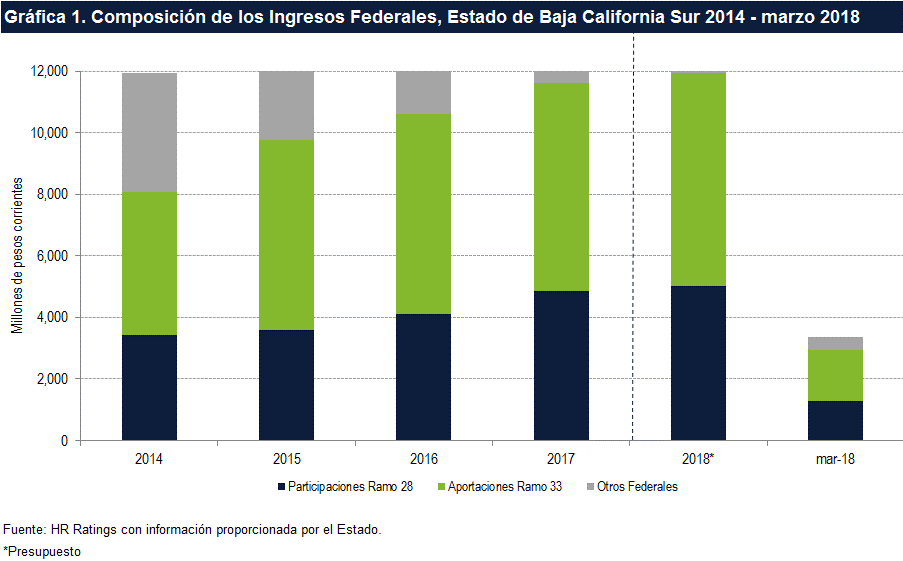 Gráfica 1. Composición de los Ingresos Federales, Estado de Baja California Sur 2014 - marzo 2018
Millones de pesos corrientes
12,000
10,000
8,000
6,000
4,000
2,000
0
2014 2015 2016 2017 2018* mar-18
Participaciones Ramo 28 Aportaciones Ramo 33 Otros Federales
Fuente: HR Ratings con información proporcionada por el Estado.
*Presupuesto